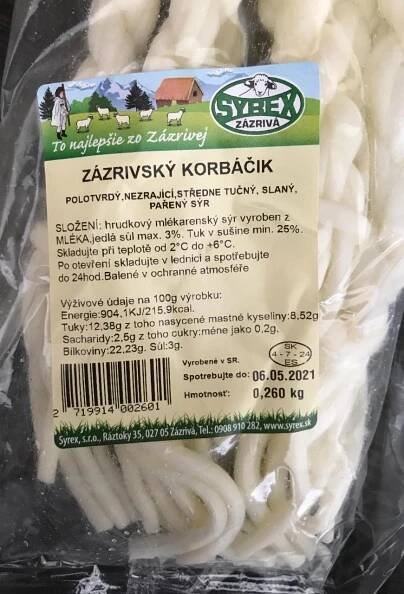 SYREX
ZÁZRIVÁ
To najlepšie zo Zázrivej
ZÁZRIVSKÝ KORBÁČIK
POLOTVRDÝ,NEZRAJÍCÍ,STŘEDNE TUČNÝ, SLANÝ,
PAŘENÝ SÝR
SLOŽENÍ: hrudkový mlékarenský sýr vyroben z
MLÉKA,jedlá sůl max. 3%. Tuk v sušine min. 25%.
Skladujte při teplotě od 2°C do +6°C.
Po otevření skladujte v lednici a spotřebujte
do 24hod.Balené v ochranné atmosféře
Výživové údaje na 100g výrobku:
Energie:904,1KJ/215,9kcal.
Tuky:12,38g z toho nasycené mastné kyseliny:8,52g
Sacharidy:2,5g z toho cukry:méne jako 0,2g,
Bílkoviny:22,23g. Sůl:3g.
Vyrobené v SR.
SK
4-7-24
ES
Spotřebujte do: 06.05.2021
Hmotnosť: 0,260 kg
2 719914 002601
Syrex, s.r.o., Ráztoky 35, 027 05 Zázrivá, Tel.: 0908 910 282, www.syrex.sk